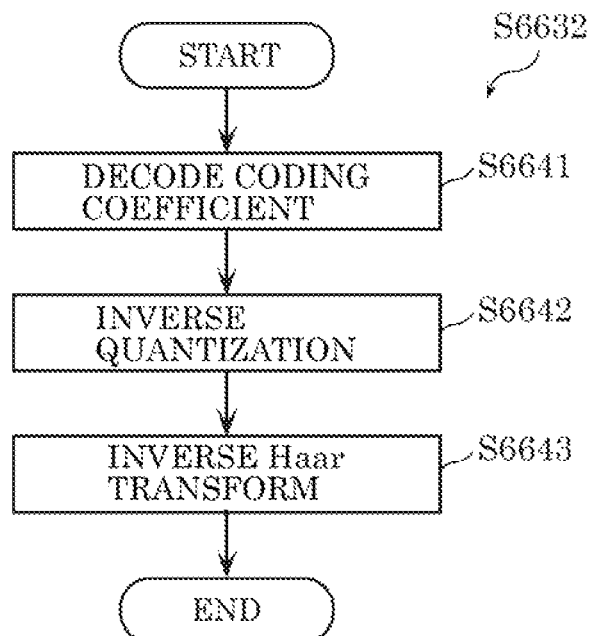 S6632
START
DECODE CODING
COEFFICIENT
S6641
INVERSE
QUANTIZATION
S6642
INVERSE Haar
TRANSFORM
S6643
END